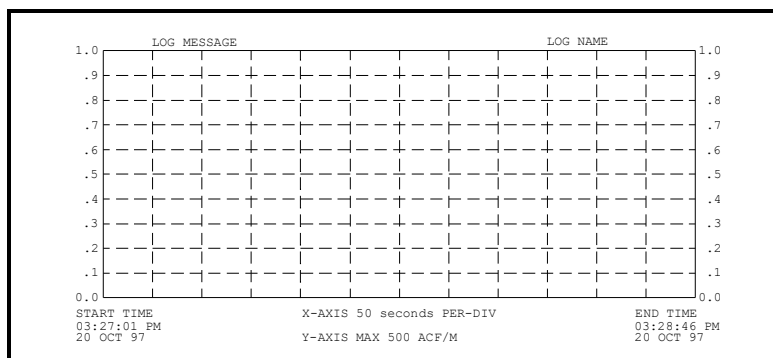 LOG MESSAGE LOG NAME
1.0 1.0
.9 .9
.8 .8
.7 .7
.6 .6
.5 .5
.4 .4
.3 .3
.2 .2
.1 .1
0.0 0.0
START TIME X-AXIS 50 seconds PER-DIV END TIME
03:27:01 PM 03:28:46 PM
20 OCT 97 Y-AXIS MAX 500 ACF/M 20 OCT 97